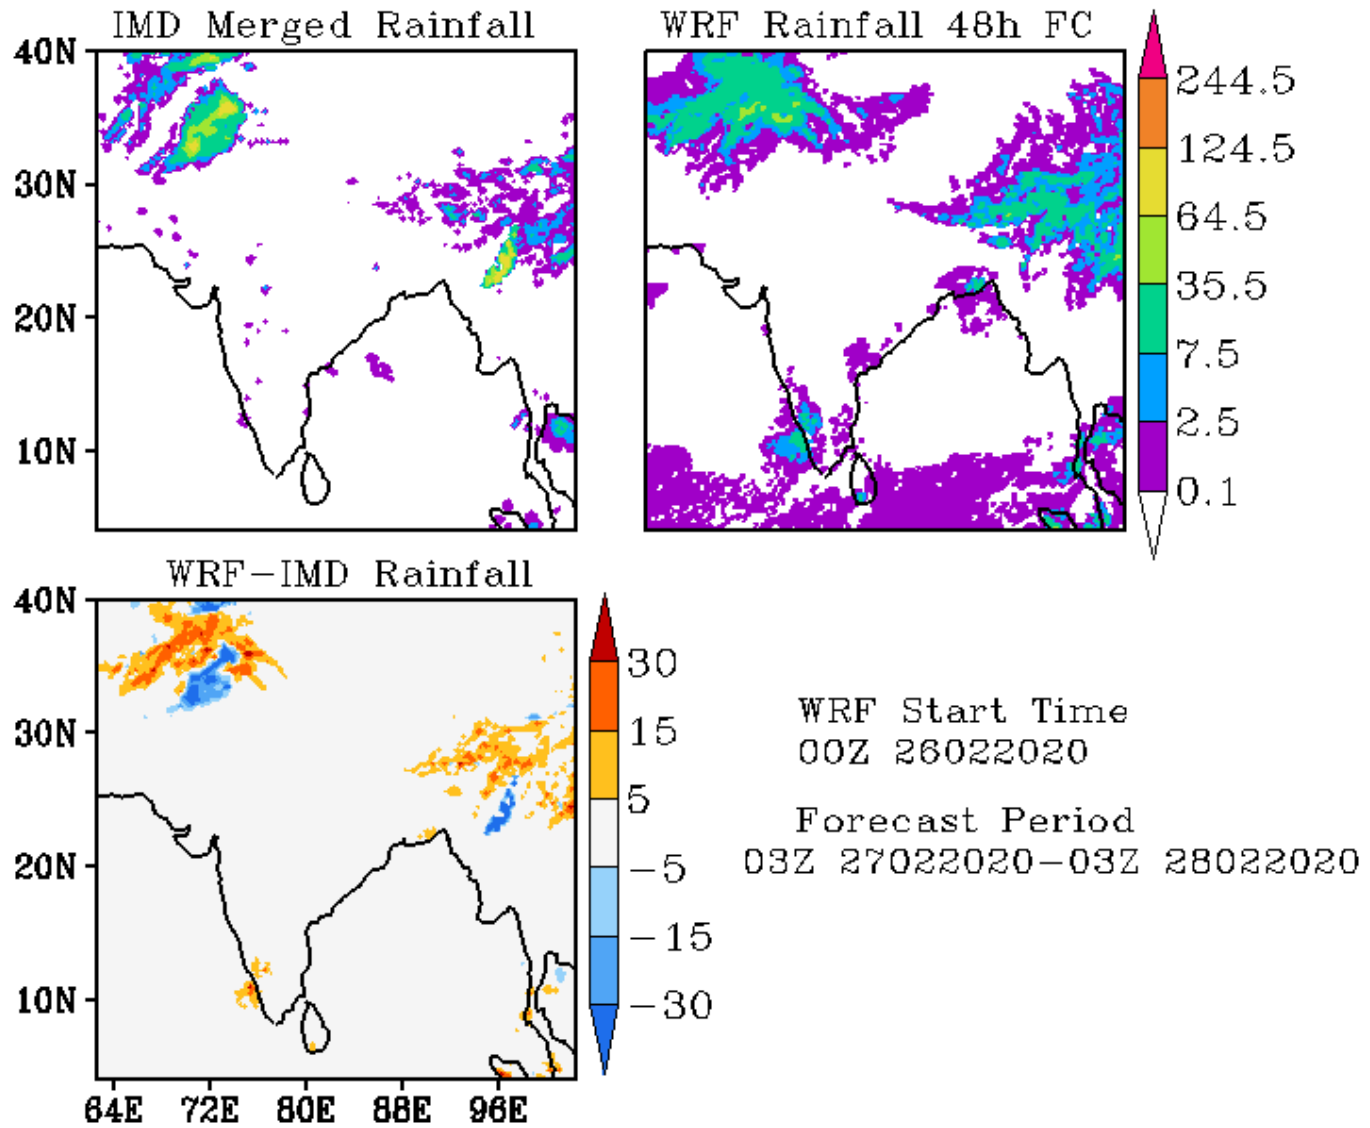 IMD Merged Rainfall
WRF Rainfall 48h FC
40N
30N
20N
10N
244.5
124.5
64.5
35.5
7.5
2.5
0.1
WRF-IMD Rainfall
40N
30N
20N
10N
64E 72E 80E 88E 96E
30
15
5
-5
-15
-30
WRF Start Time
00Z 26022020
Forecast Period
03Z 27022020-03Z 28022020